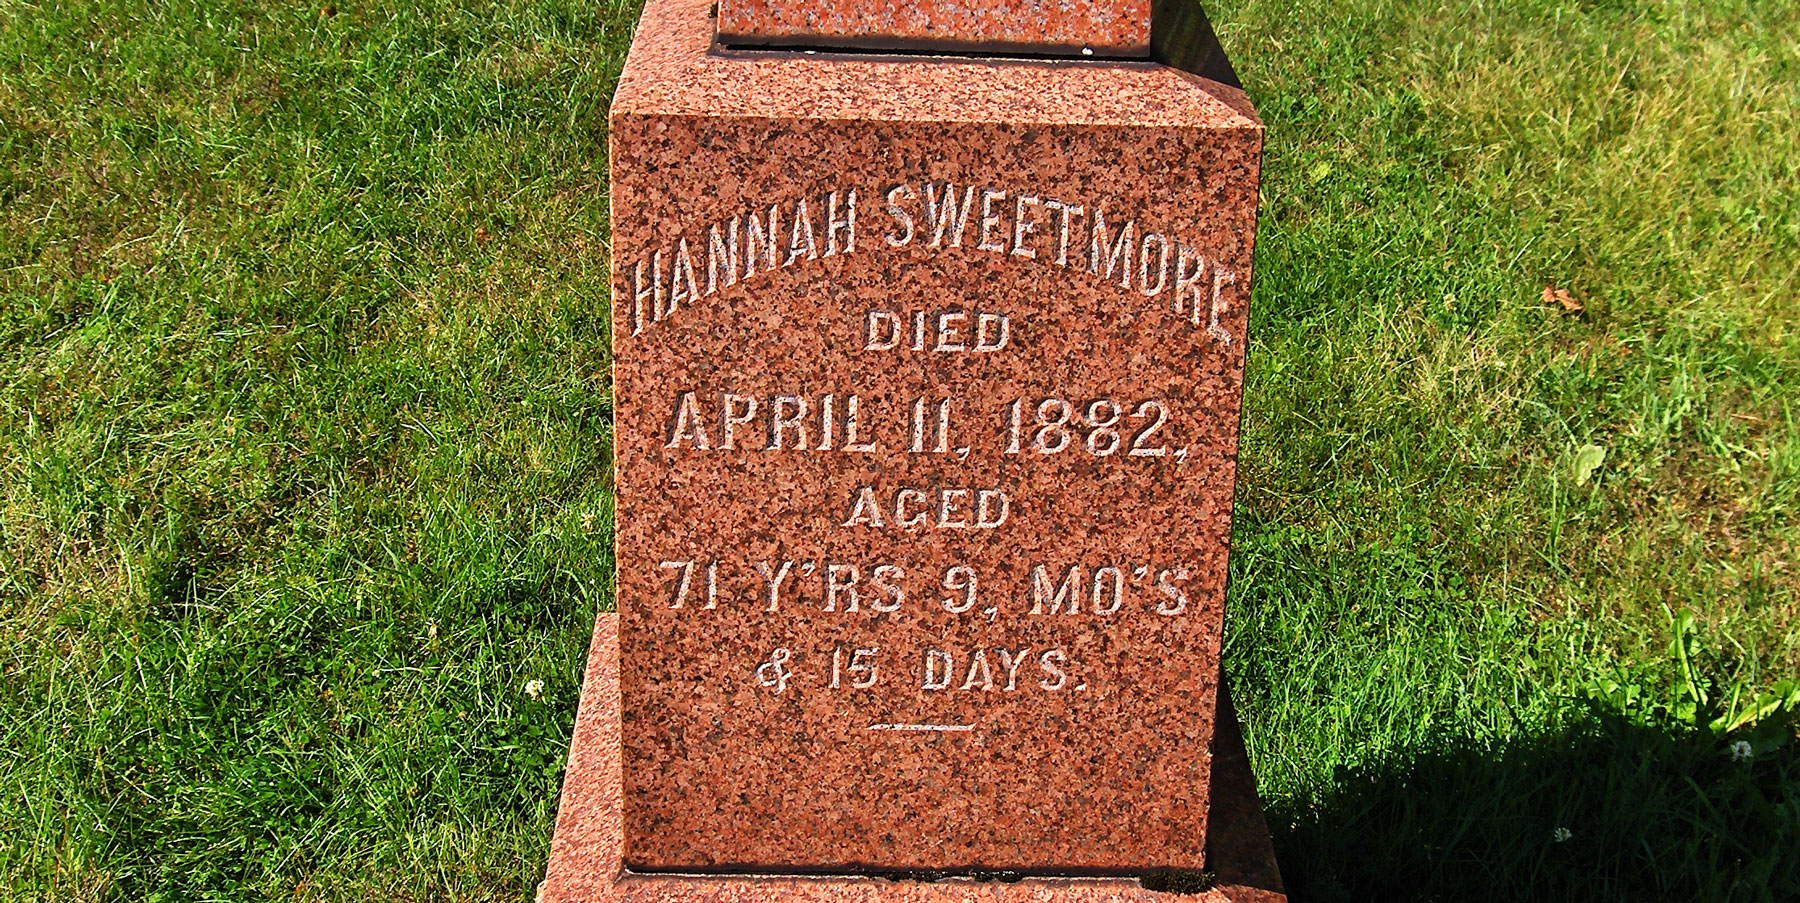 HANNAH SWEETMORE
DIED
APRIL 11, 1882,
AGED
71 Y'RS 9, MO'S
& 15 DAYS.